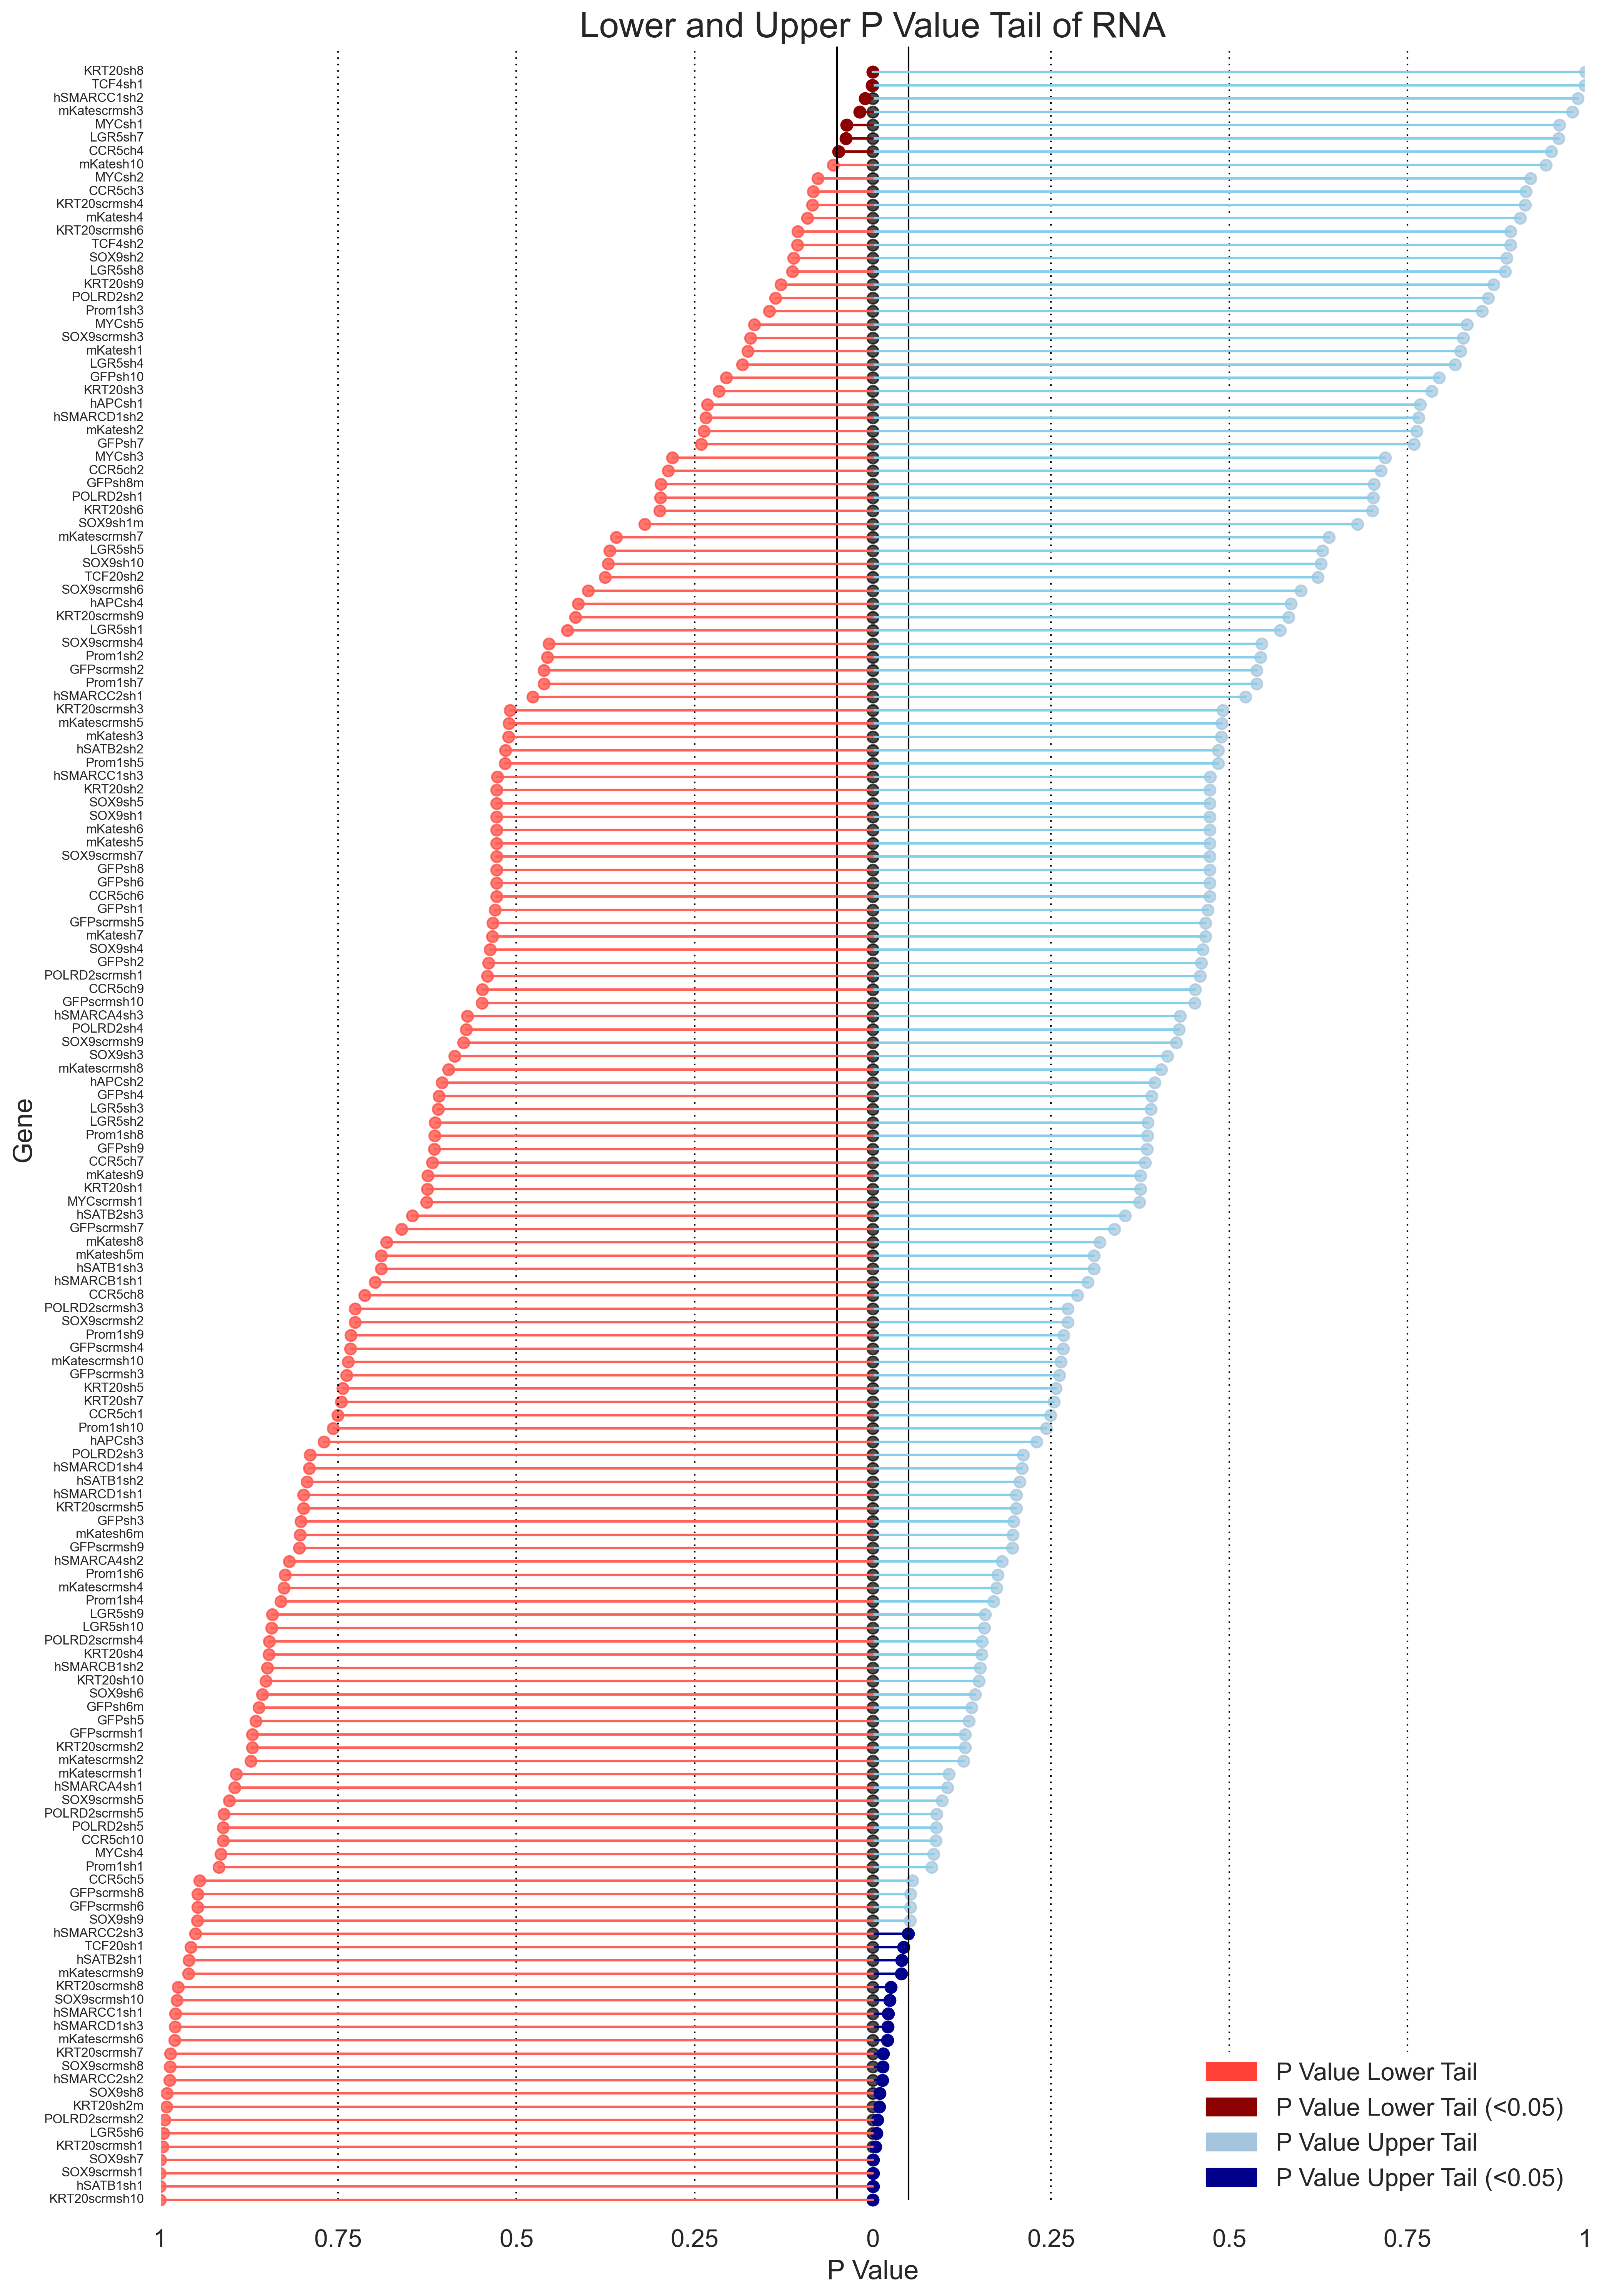 Lower and Upper P Value Tail of RNA
KRT20sh8
TCF4sh1
hSMARCC1sh2
mKatescrmsh3
MYCsh1
LGR5sh7
CCR5ch4
mKatesh10
MYCsh2
CCR5ch3
KRT20scrmsh4
mKatesh4
KRT20scrmsh6
TCF4sh2
SOX9sh2
LGR5sh8
KRT20sh9
POLRD2sh2
Prom1sh3
MYCsh5
SOX9scrmsh3
mKatesh1
LGR5sh4
GFPsh10
KRT20sh3
hAPCsh1
hSMARCD1sh2
mKatesh2
GFPsh7
MYCsh3
CCR5ch2
GFPsh8m
POLRD2sh1
KRT20sh6
SOX9sh1m
mKatescrmsh7
LGR5sh5
SOX9sh10
TCF20sh2
SOX9scrmsh6
hAPCsh4
KRT20scrmsh9
LGR5sh1
SOX9scrmsh4
Prom1sh2
GFPscrmsh2
Prom1sh7
hSMARCC2sh1
KRT20scrmsh3
mKatescrmsh5
mKatesh3
hSATB2sh2
Prom1sh5
hSMARCC1sh3
KRT20sh2
SOX9sh5
SOX9sh1
mKatesh6
mKatesh5
SOX9scrmsh7
GFPsh8
GFPsh6
CCR5ch6
GFPsh1
GFPscrmsh5
mKatesh7
SOX9sh4
GFPsh2
POLRD2scrmsh1
CCR5ch9
GFPscrmsh10
hSMARCA4sh3
POLRD2sh4
SOX9scrmsh9
SOX9sh3
mKatescrmsh8
hAPCsh2
GFPsh4
LGR5sh3
LGR5sh2
Prom1sh8
GFPsh9
CCR5ch7
mKatesh9
KRT20sh1
MYCscrmsh1
hSATB2sh3
GFPscrmsh7
mKatesh8
mKatesh5m
hSATB1sh3
hSMARCB1sh1
CCR5ch8
POLRD2scrmsh3
SOX9scrmsh2
Prom1sh9
GFPscrmsh4
mKatescrmsh10
GFPscrmsh3
KRT20sh5
KRT20sh7
CCR5ch1
Prom1sh10
hAPCsh3
POLRD2sh3
hSMARCD1sh4
hSATB1sh2
hSMARCD1sh1
KRT20scrmsh5
GFPsh3
mKatesh6m
GFPscrmsh9
hSMARCA4sh2
Prom1sh6
mKatescrmsh4
Prom1sh4
LGR5sh9
LGR5sh10
POLRD2scrmsh4
KRT20sh4
hSMARCB1sh2
KRT20sh10
SOX9sh6
GFPsh6m
GFPsh5
GFPscrmsh1
KRT20scrmsh2
mKatescrmsh2
mKatescrmsh1
hSMARCA4sh1
SOX9scrmsh5
POLRD2scrmsh5
POLRD2sh5
CCR5ch10
MYCsh4
Prom1sh1
CCR5ch5
GFPscrmsh8
GFPscrmsh6
SOX9sh9
hSMARCC2sh3
TCF20sh1
hSATB2sh1
mKatescrmsh9
KRT20scrmsh8
SOX9scrmsh10
hSMARCC1sh1
hSMARCD1sh3
mKatescrmsh6
KRT20scrmsh7
SOX9scrmsh8
hSMARCC2sh2
SOX9sh8
KRT20sh2m
POLRD2scrmsh2
LGR5sh6
KRT20scrmsh1
SOX9sh7
SOX9scrmsh1
hSATB1sh1
KRT20scrmsh10
Gene
P Value Lower Tail
P Value Lower Tail (<0.05)
P Value Upper Tail
P Value Upper Tail (<0.05)
1 0.75 0.5 0.25 0 0.25 0.5 0.75 1
P Value